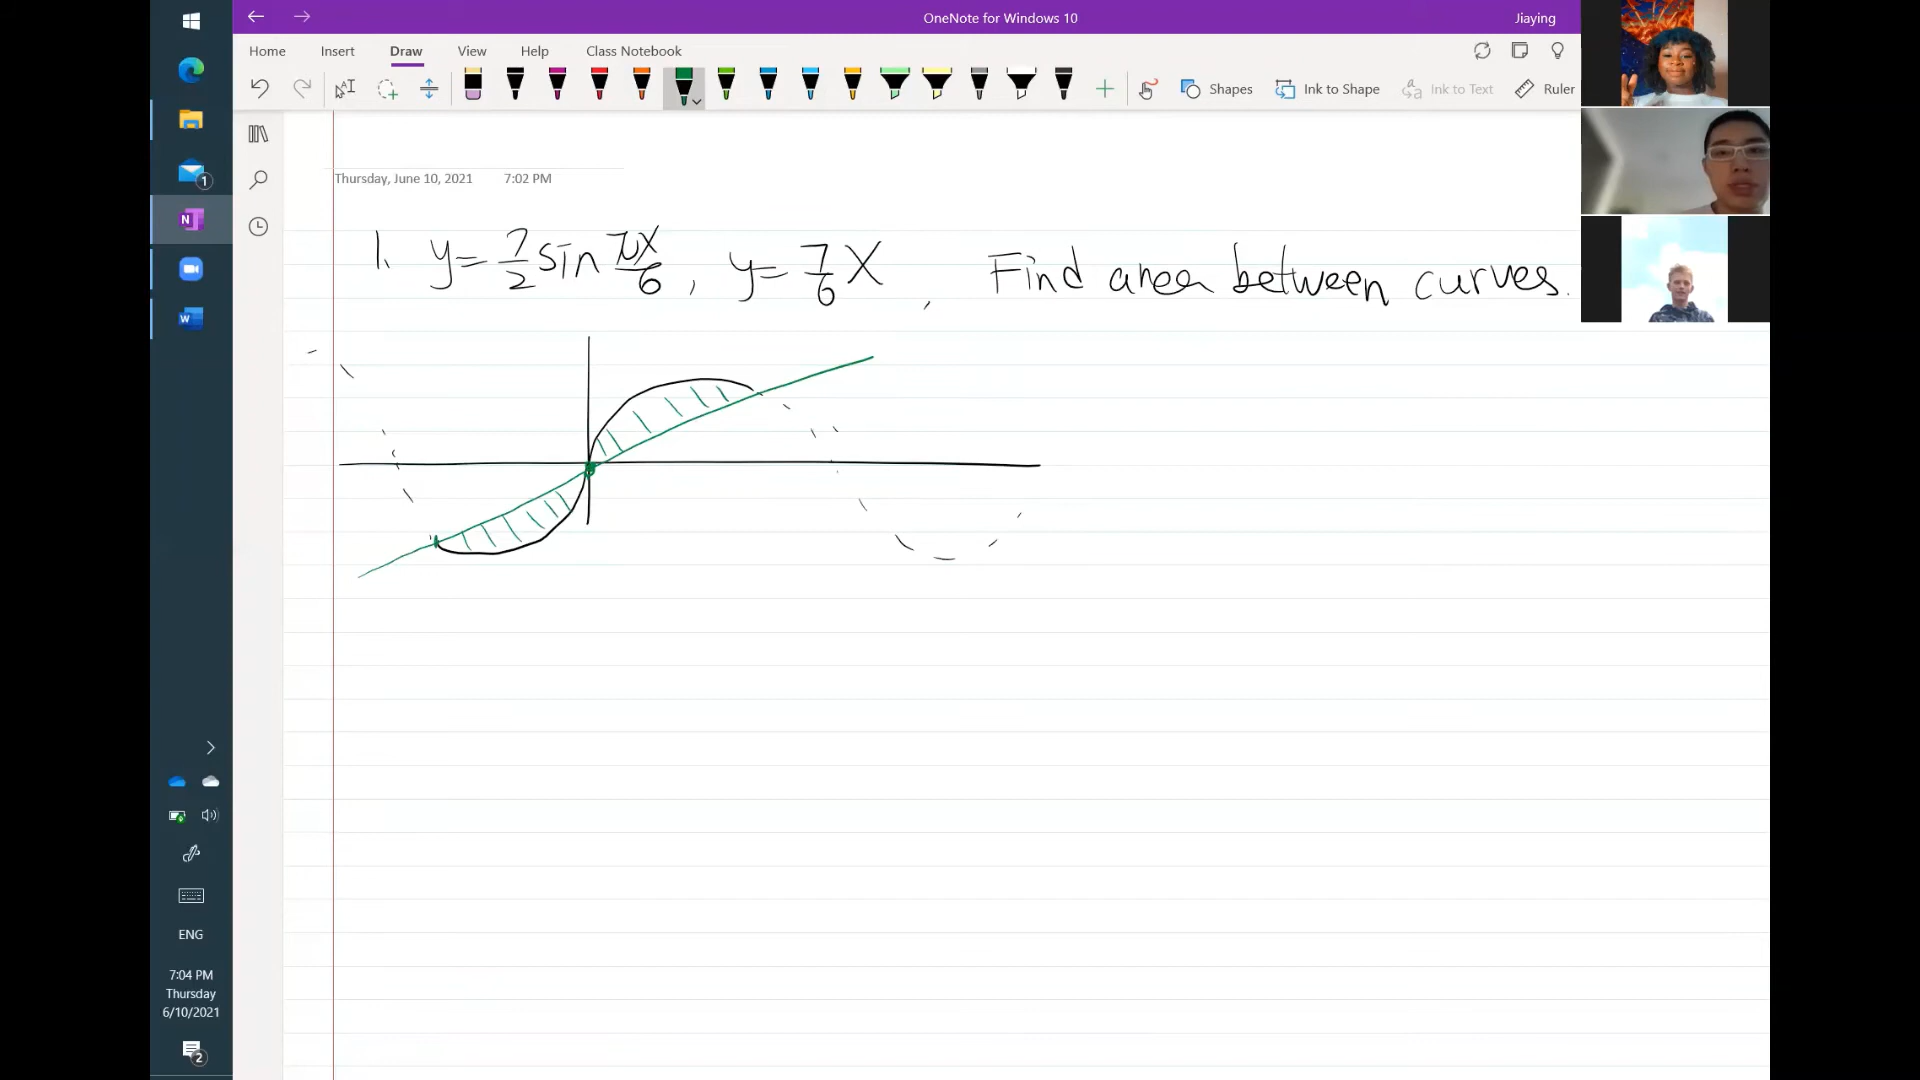 OneNote for Windows 10
Jiaying
Home Insert Draw View Help Class Notebook
Shapes Ink to Shape Ink to Text Ruler
Thursday, June 10, 2021 7:02 PM
1. y = 7/2 sin πx/6 , y = 7/6 x , Find area between curves.
1
N
W
ENG
7:04 PM
Thursday
6/10/2021
2